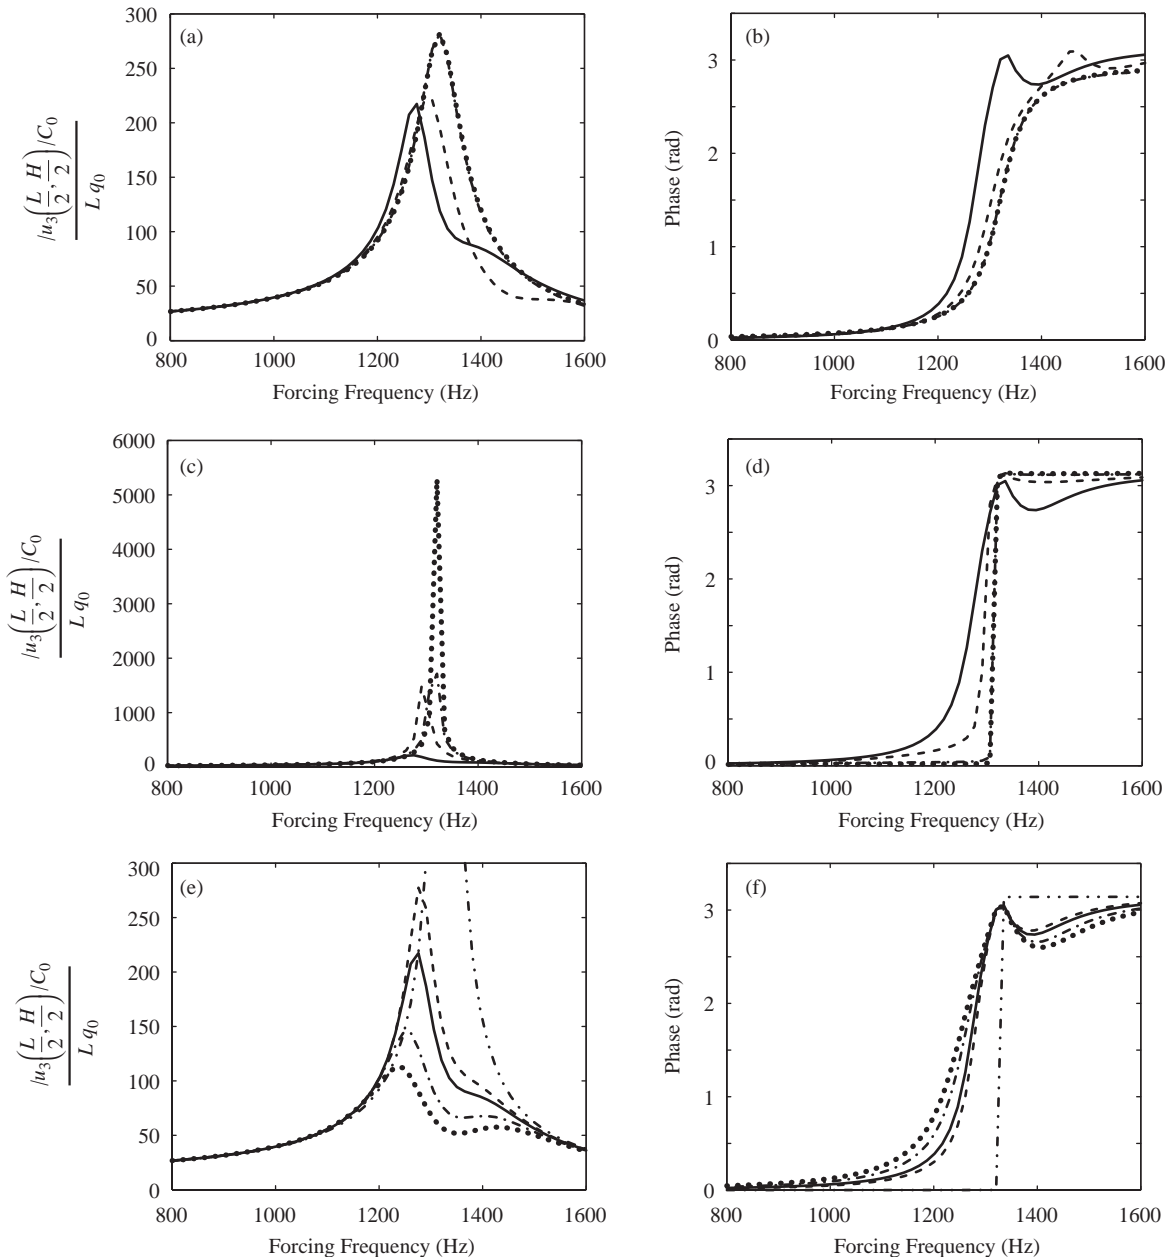 300
250
200
150
100
50
0
(a)
|u3(L/2, H/2)|/C0
L q0
800 1000 1200 1400 1600
Forcing Frequency (Hz)
3
2
1
0
(b)
Phase (rad)
800 1000 1200 1400 1600
Forcing Frequency (Hz)
6000
5000
4000
3000
2000
1000
0
(c)
|u3(L/2, H/2)|/C0
L q0
800 1000 1200 1400 1600
Forcing Frequency (Hz)
3
2
1
0
(d)
Phase (rad)
800 1000 1200 1400 1600
Forcing Frequency (Hz)
300
250
200
150
100
50
0
(e)
|u3(L/2, H/2)|/C0
L q0
800 1000 1200 1400 1600
Forcing Frequency (Hz)
3
2
1
0
(f)
Phase (rad)
800 1000 1200 1400 1600
Forcing Frequency (Hz)